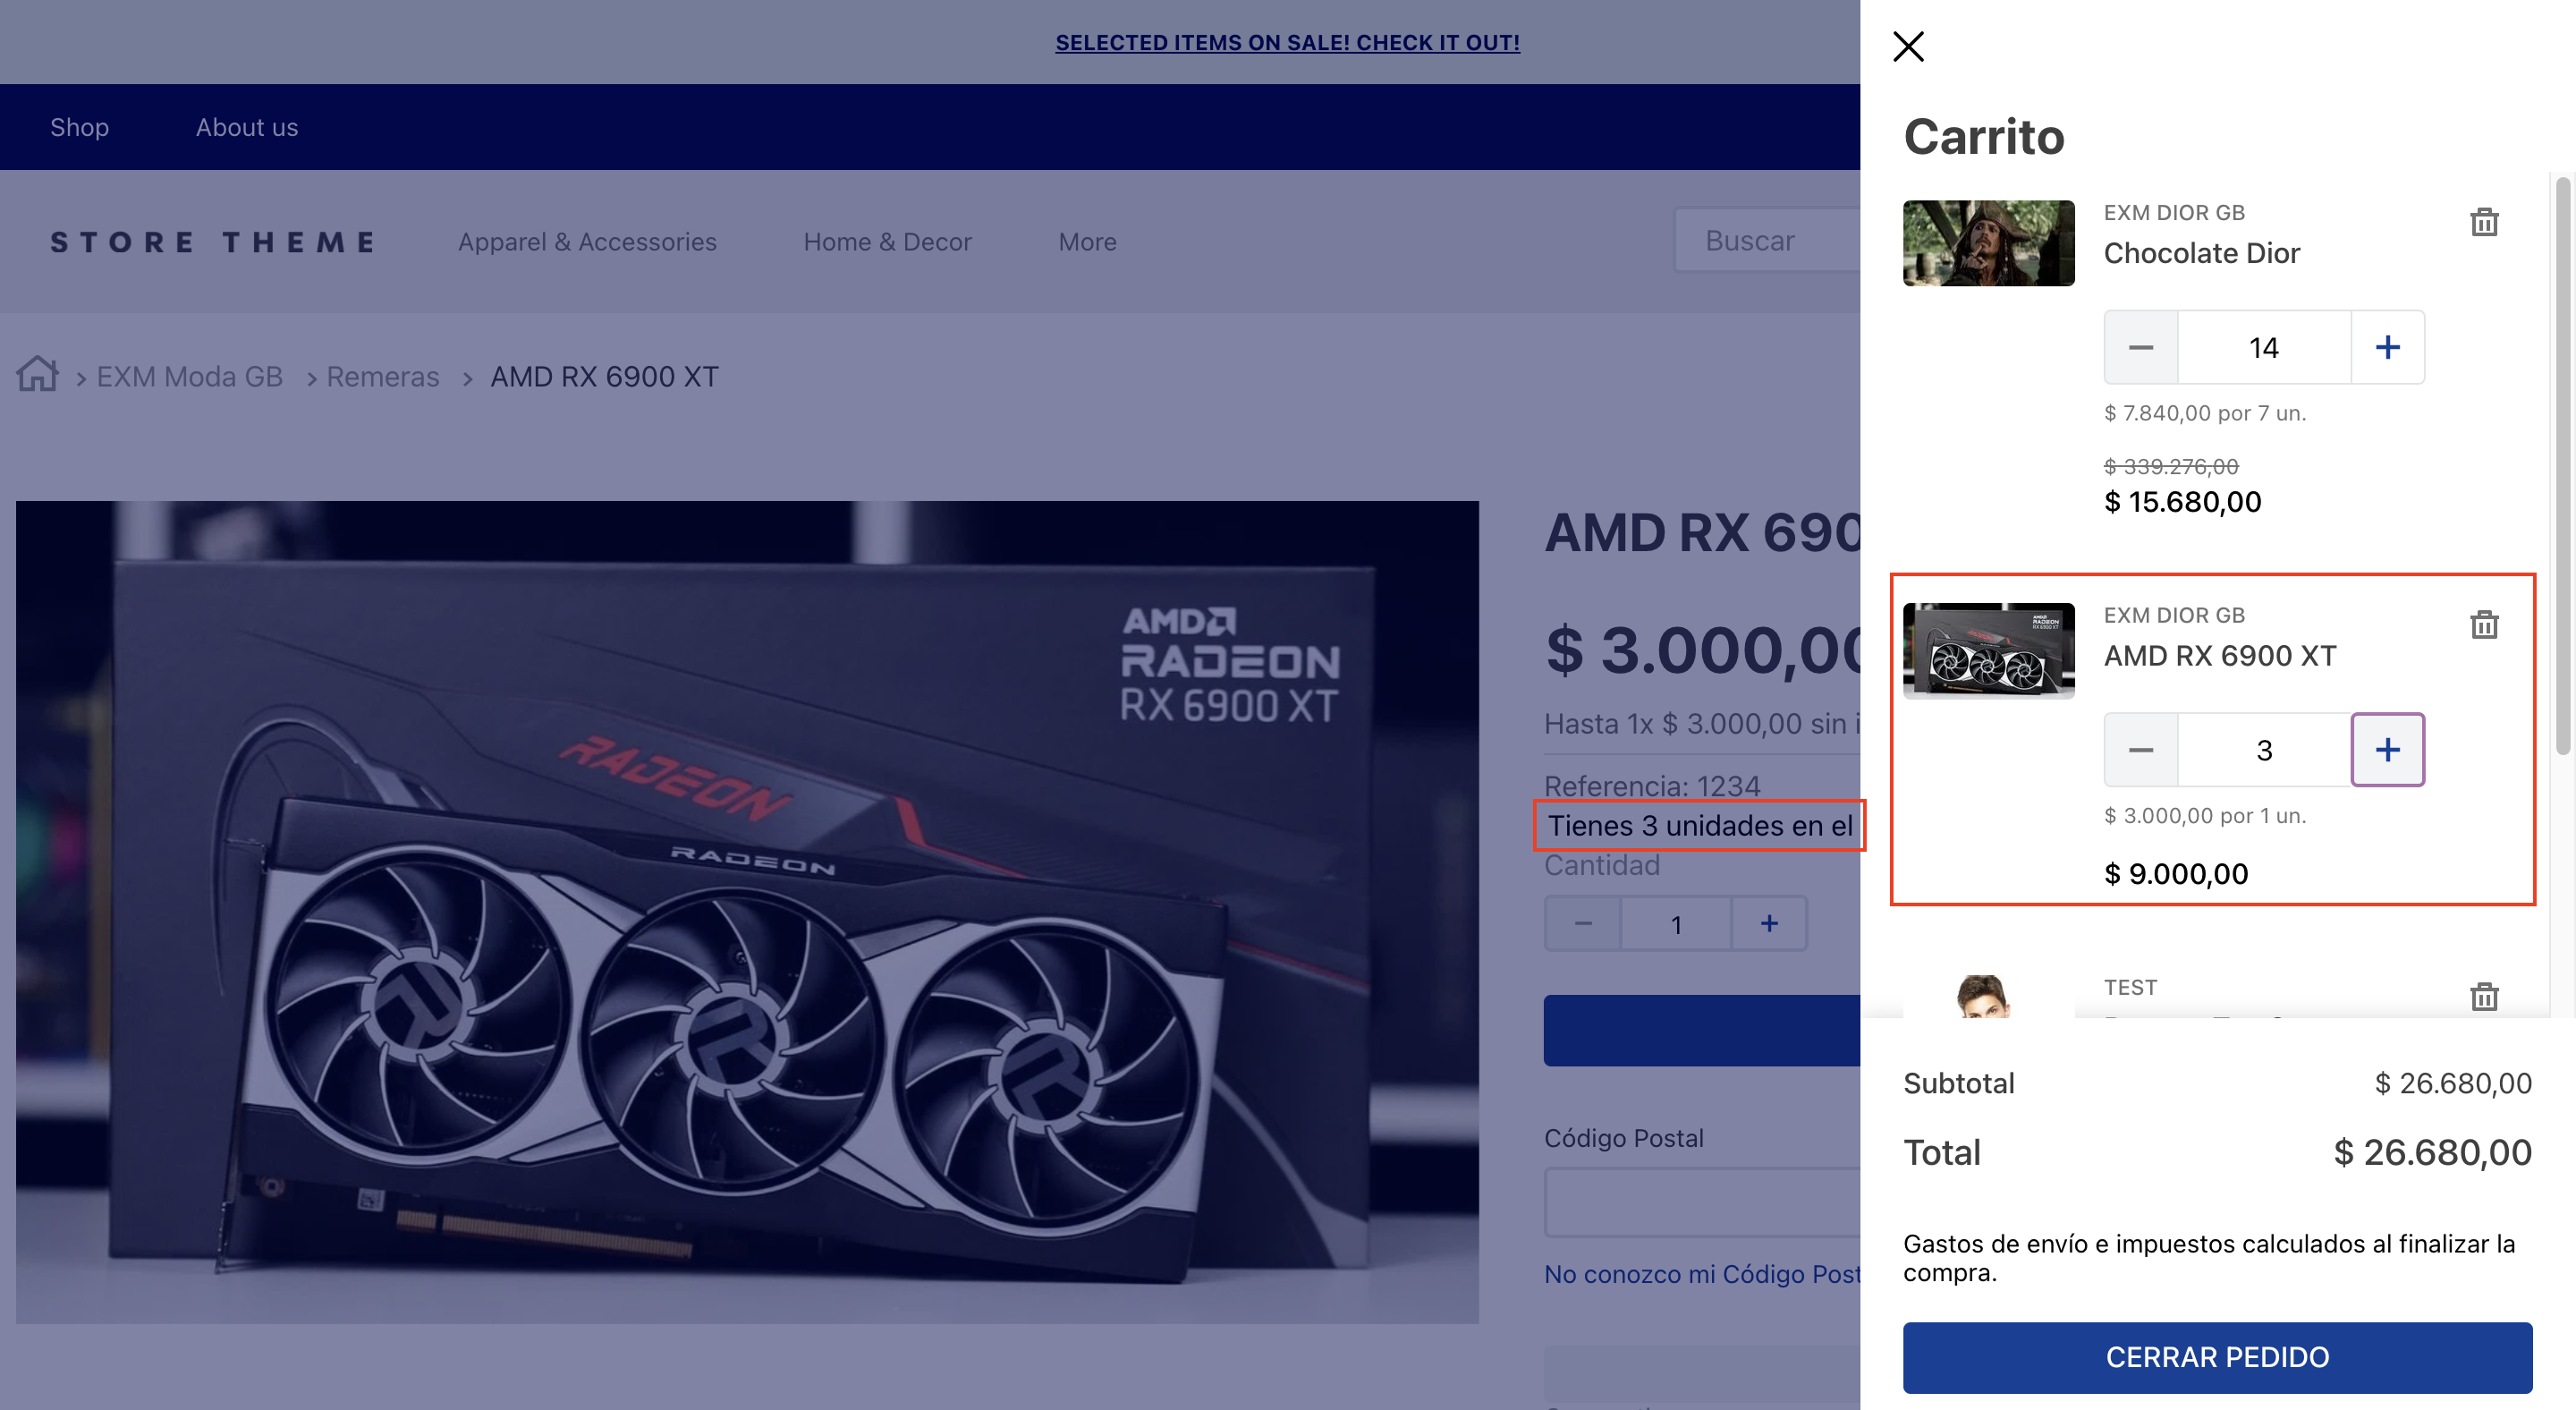 SELECTED ITEMS ON SALE! CHECK IT OUT!
Shop
About us
STORE THEME
Apparel & Accessories
Home & Decor
More
Buscar
EXM Moda GB
Remeras
AMD RX 6900 XT
AMD
RADEON
RX 6900 XT
RADEON
RADEON
AMD RX 690
$ 3.000,00
Hasta 1x $ 3.000,00 sin i
Referencia: 1234
Tienes 3 unidades en el
Cantidad
1
Código Postal
No conozco mi Código Post
Carrito
EXM DIOR GB
Chocolate Dior
14
$ 7.840,00 por 7 un.
$ 339.276,00
$ 15.680,00
EXM DIOR GB
AMD RX 6900 XT
3
$ 3.000,00 por 1 un.
$ 9.000,00
TEST
Subtotal
$ 26.680,00
Total
$ 26.680,00
Gastos de envío e impuestos calculados al finalizar la
compra.
CERRAR PEDIDO